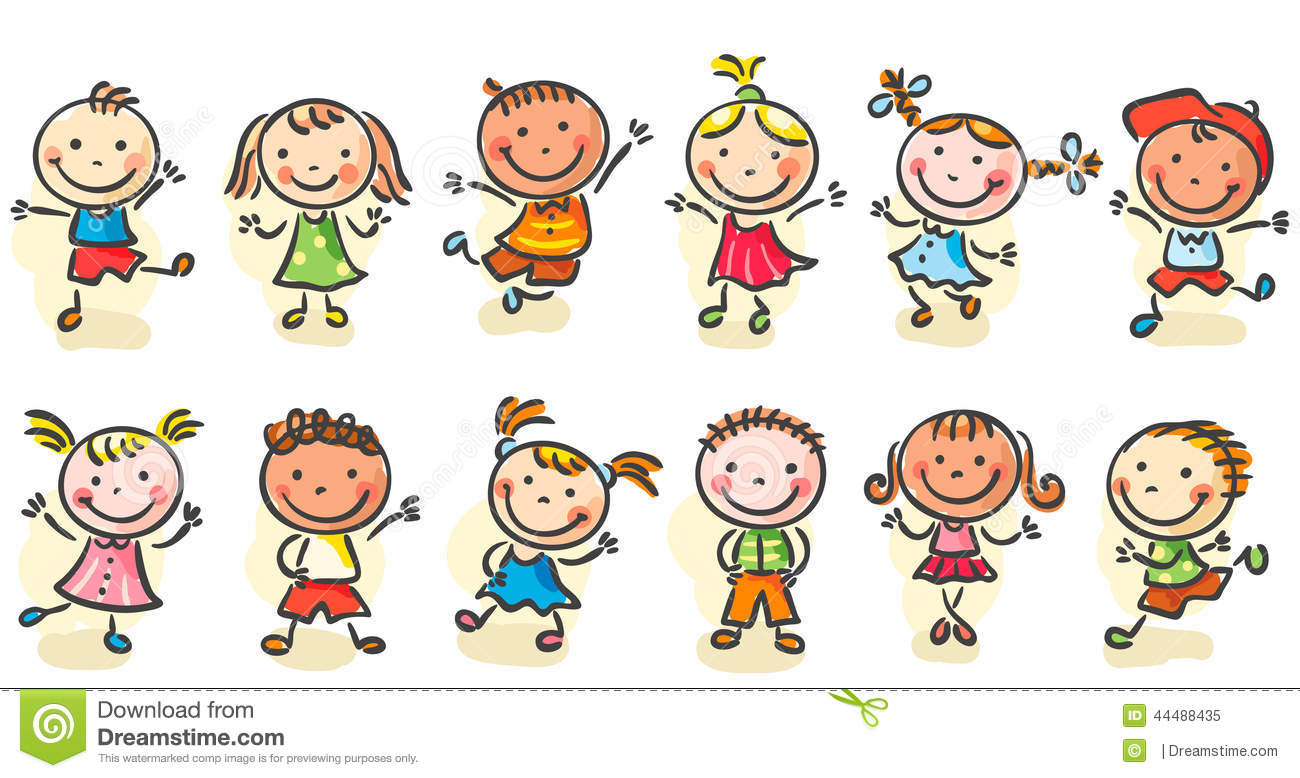 Download from
Dreamstime.com
This watermarked comp image is for previewing purposes only.
ID 44488435
© | Dreamstime.com